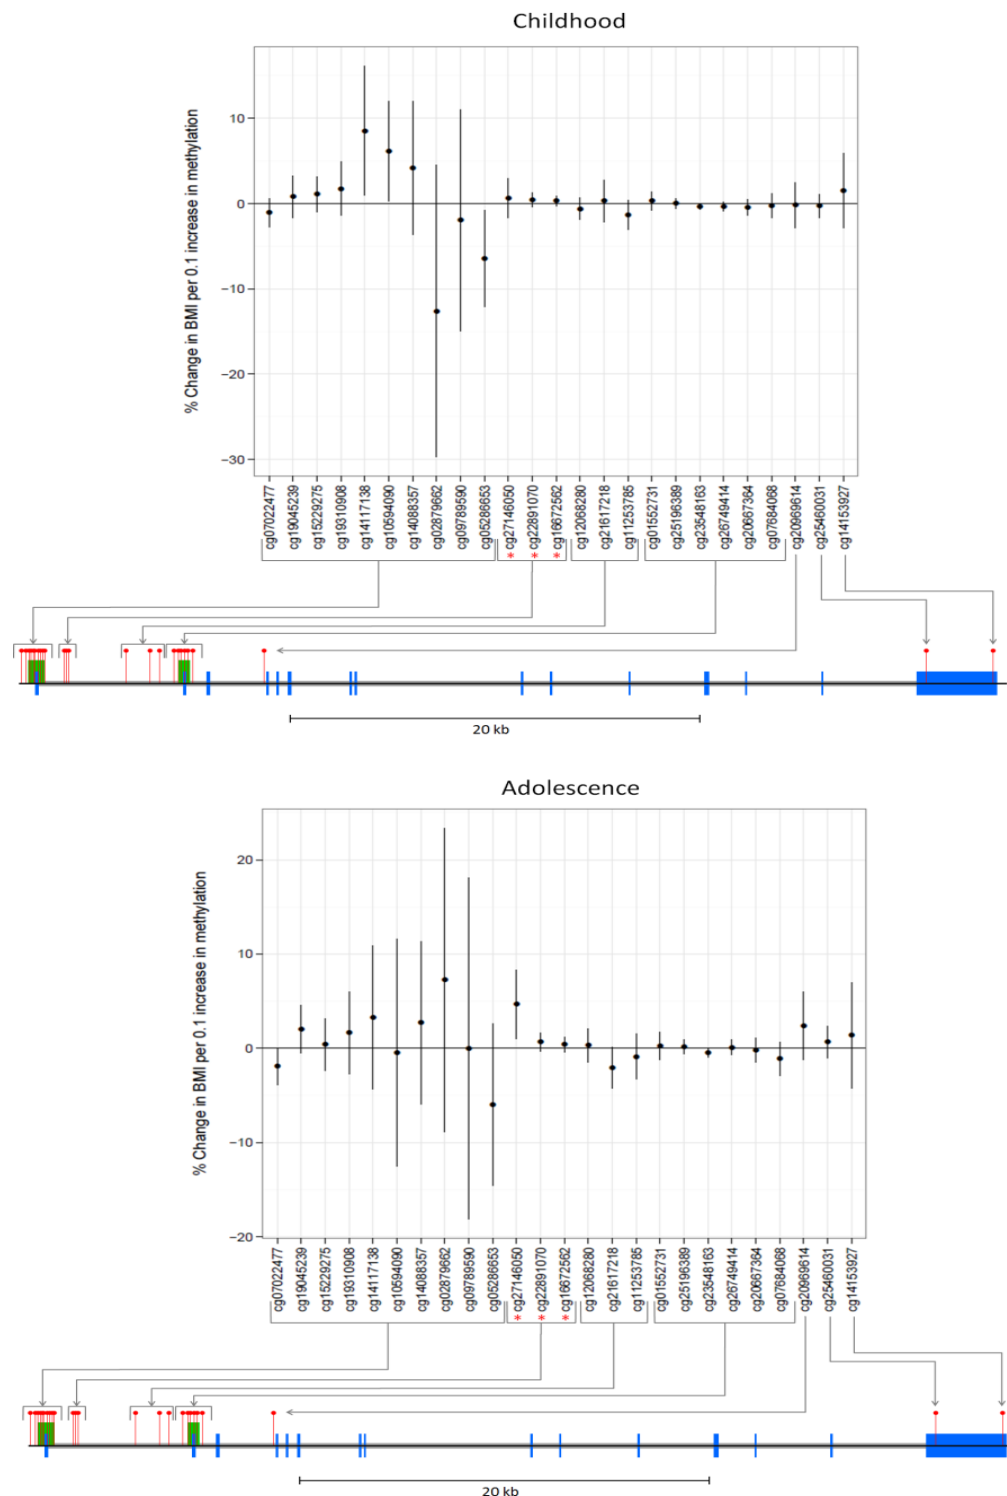 Childhood
% Change in BMI per 0.1 increase in methylation
10
0
−10
−20
−30
cg07022477
cg19045239
cg15229275
cg19310908
cg14117138
cg10594090
cg14088357
cg02879662
cg09789590
cg05286653
cg27146050
cg22891070
cg16672562
cg12068280
cg21617218
cg11253785
cg01552731
cg25196389
cg23548163
cg26749414
cg20667364
cg07684068
cg20969614
cg25460031
cg14153927
* * *
20 kb
Adolescence
% Change in BMI per 0.1 increase in methylation
20
10
0
−10
−20
cg07022477
cg19045239
cg15229275
cg19310908
cg14117138
cg10594090
cg14088357
cg02879662
cg09789590
cg05286653
cg27146050
cg22891070
cg16672562
cg12068280
cg21617218
cg11253785
cg01552731
cg25196389
cg23548163
cg26749414
cg20667364
cg07684068
cg20969614
cg25460031
cg14153927
* * *
20 kb